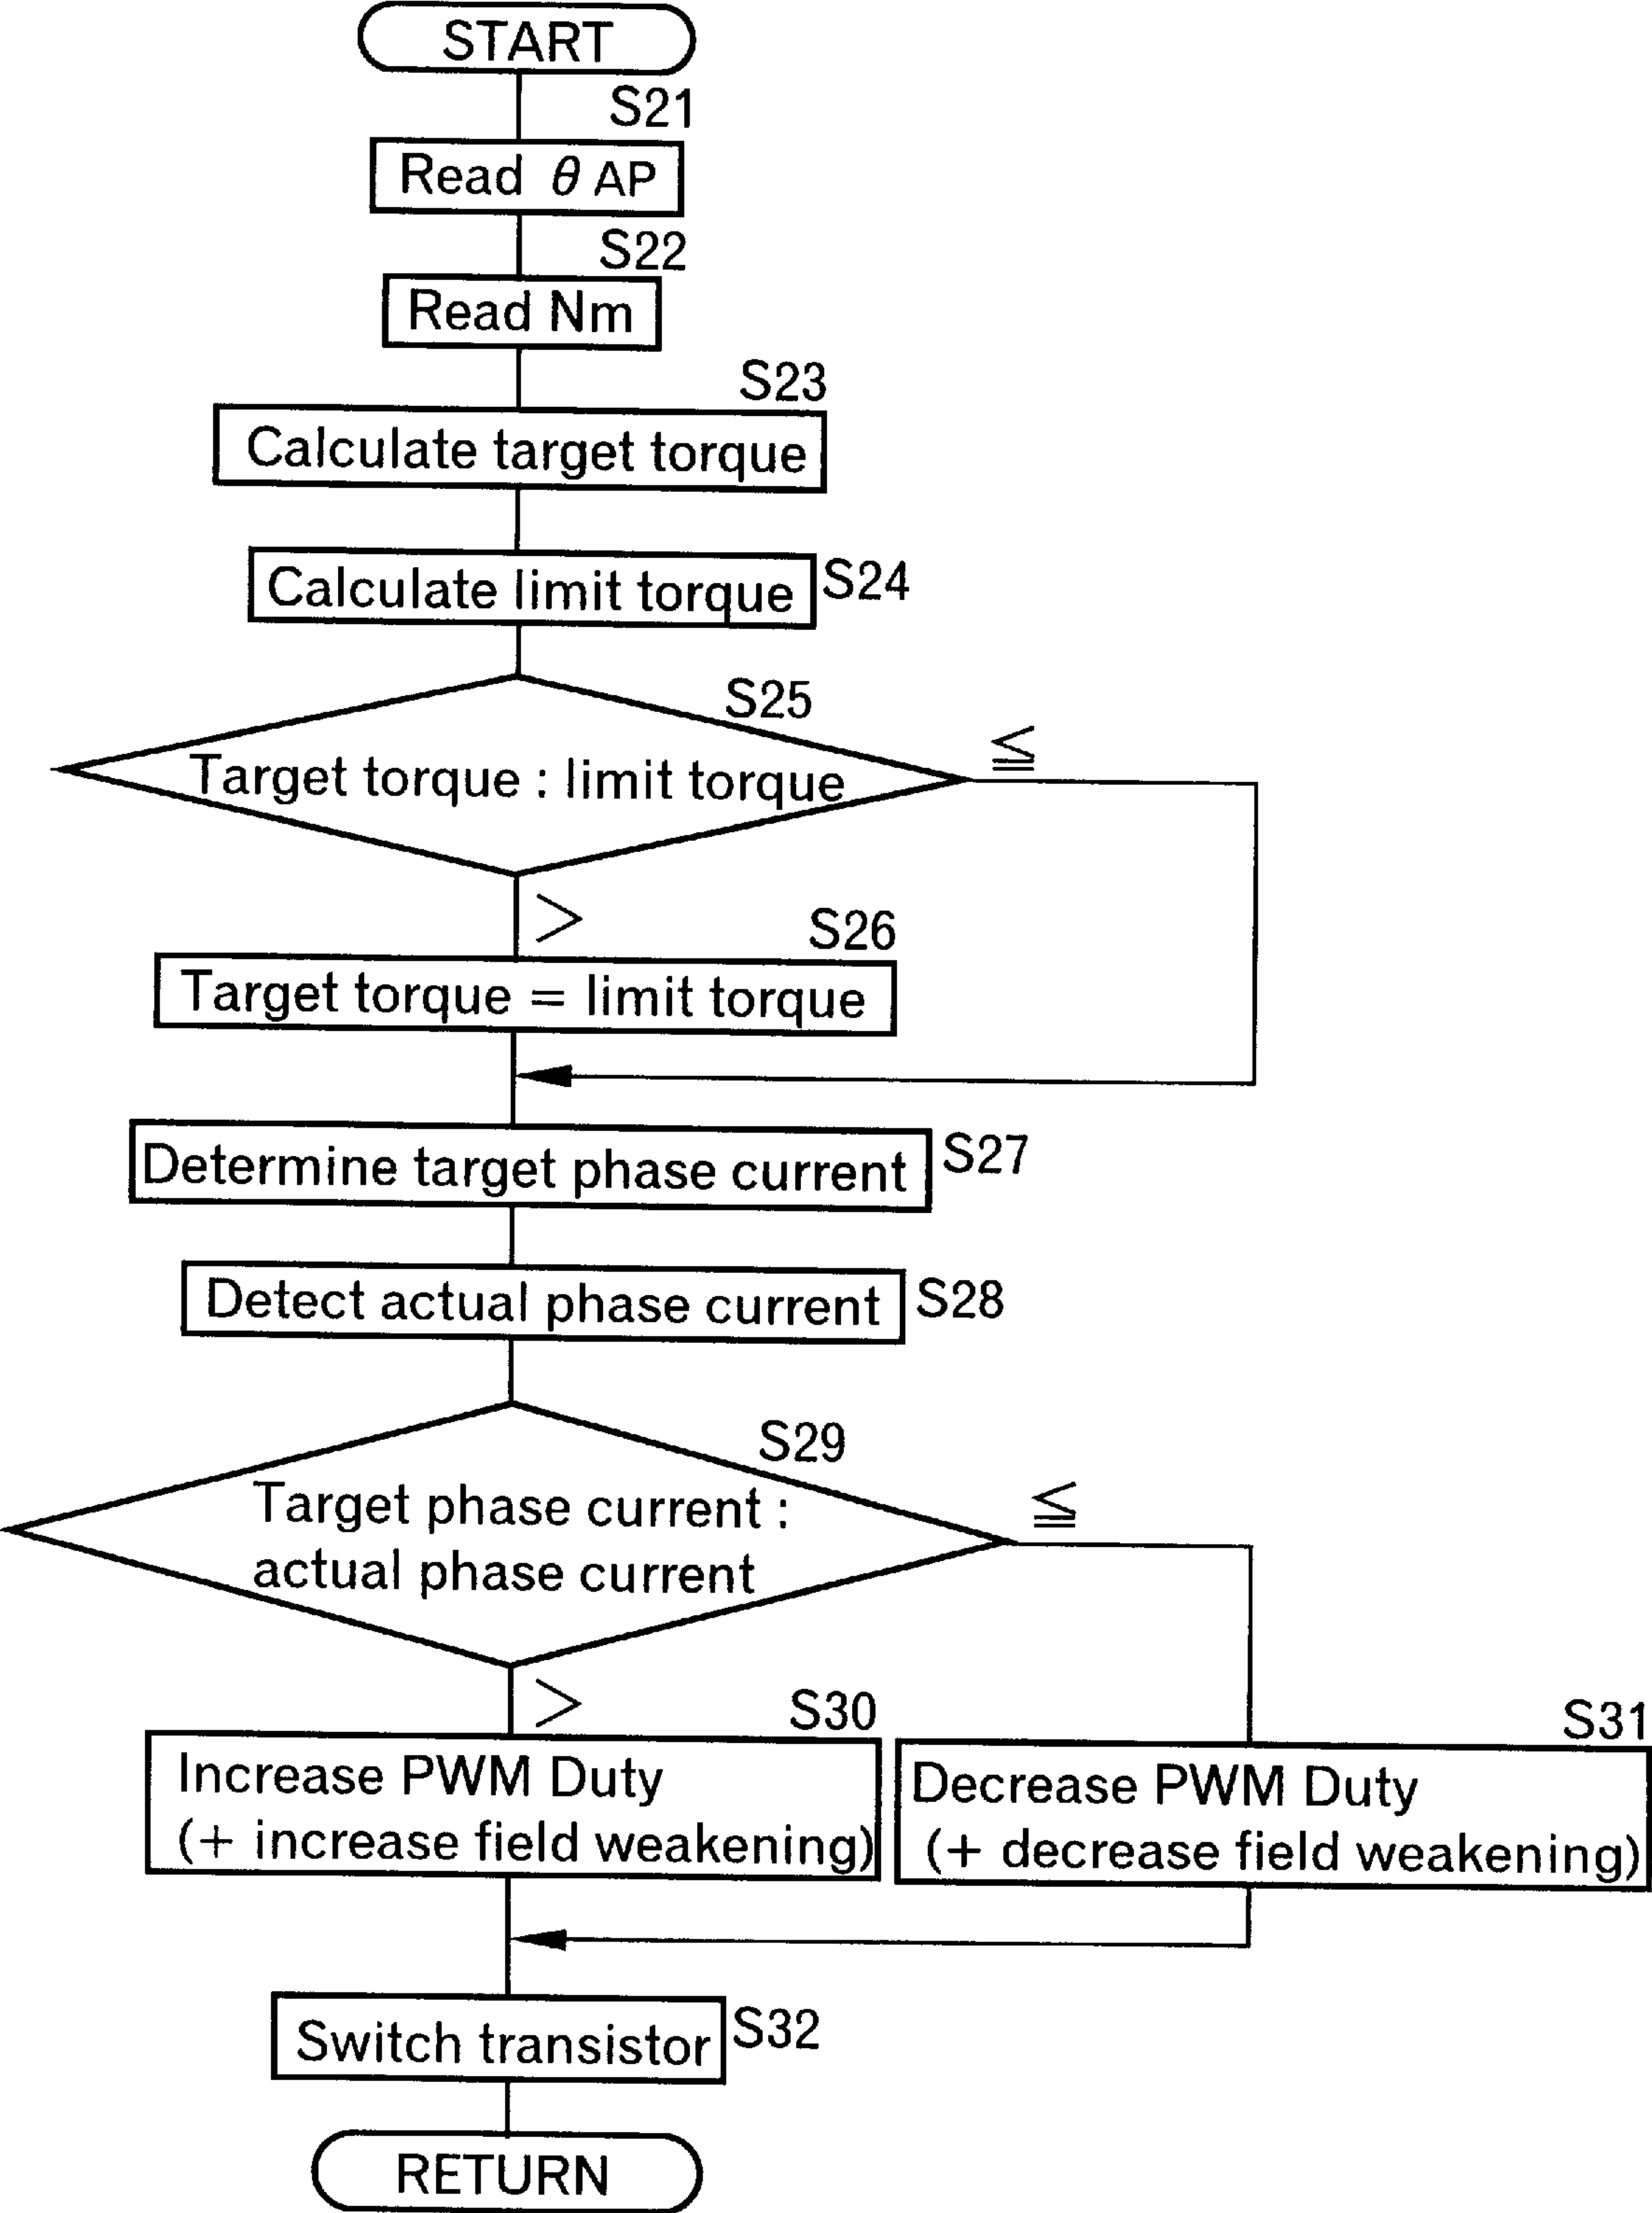 START
S21
Read θ AP
S22
Read Nm
S23
Calculate target torque
Calculate limit torque
S24
S25
Target torque : limit torque
≦
>
S26
Target torque = limit torque
Determine target phase current
S27
Detect actual phase current
S28
S29
Target phase current :
actual phase current
≦
>
S30
Increase PWM Duty
(+ increase field weakening)
S31
Decrease PWM Duty
(+ decrease field weakening)
Switch transistor
S32
RETURN